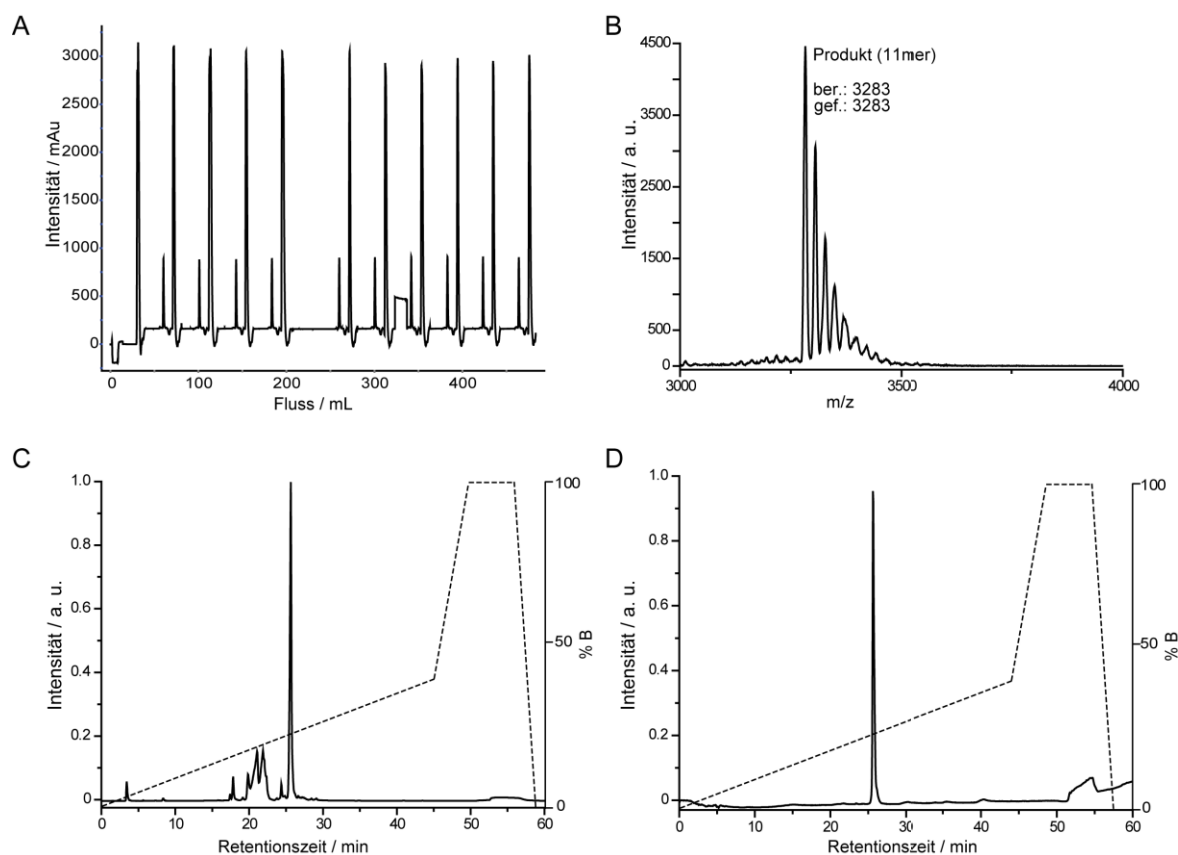 A
Intensität / mAu
3000
2500
2000
1500
1000
500
0
0 100 200 300 400
Fluss / mL
B
Intensität / a. u.
4500
3000
1500
500
0
3000 3500 4000
m/z
Produkt (11mer)
ber.: 3283
gef.: 3283
C
Intensität / a. u.
1.0
0.8
0.6
0.4
0.2
0
100
50
0
% B
0 10 20 30 40 50 60
Retentionszeit / min
D
Intensität / a. u.
1.0
0.8
0.6
0.4
0.2
0
100
50
0
% B
0 10 20 30 40 50 60
Retentionszeit / min